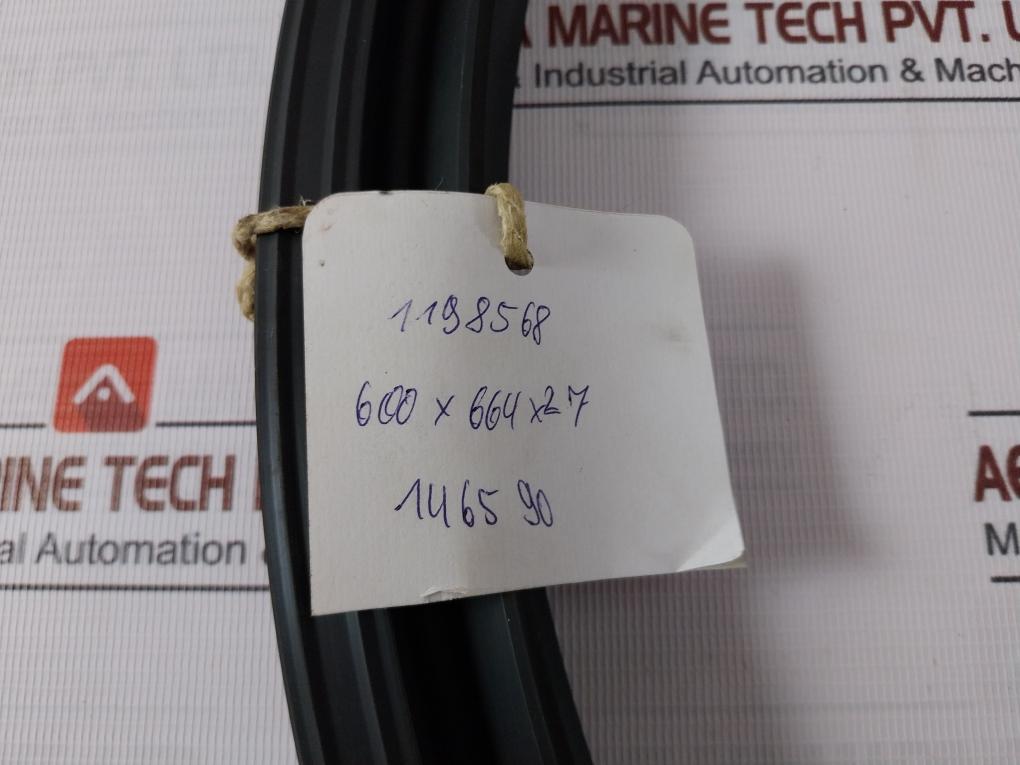 A MARINE TECH PVT.
Industrial Automation & Mach
1198568
600 x 664 x 27
146590
INE TECH
al Automation
A
M